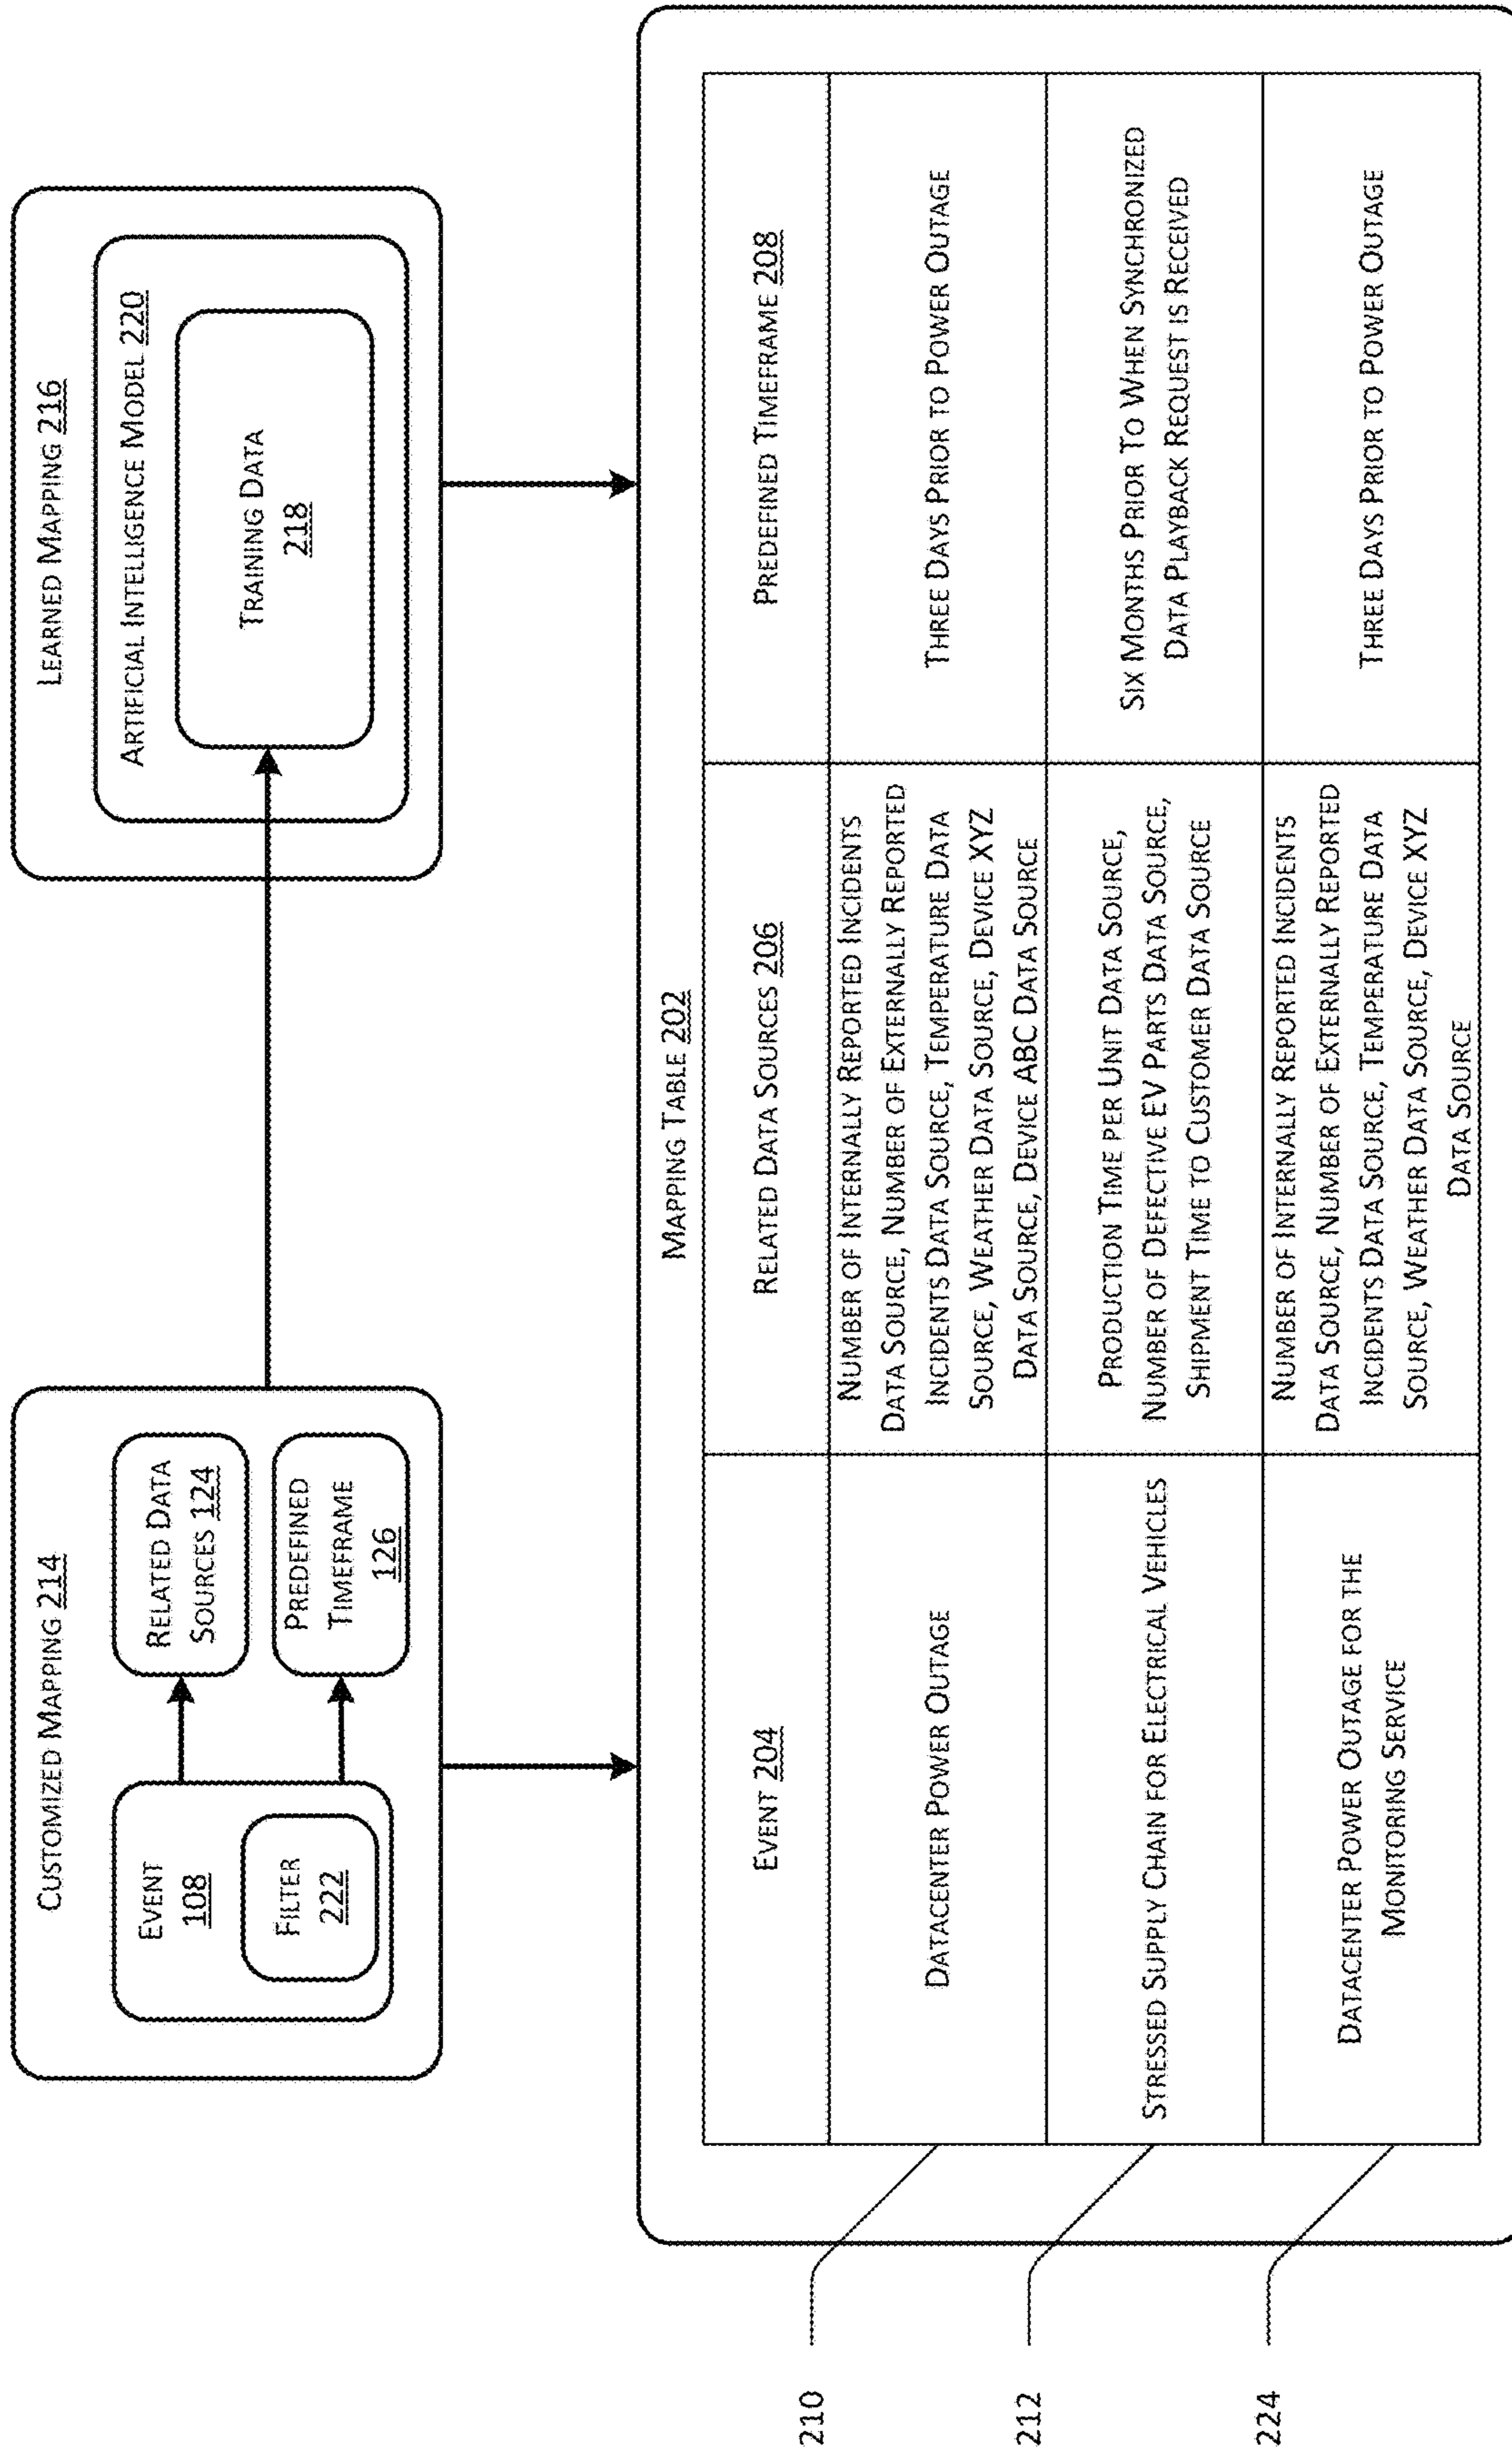 CUSTOMIZED MAPPING 214
EVENT
108
FILTER
222
RELATED DATA
SOURCES 124
PREDEFINED
TIMEFRAME
126
LEARNED MAPPING 216
ARTIFICIAL INTELLIGENCE MODEL 220
TRAINING DATA
218
MAPPING TABLE 202
EVENT 204
RELATED DATA SOURCES 206
PREDEFINED TIMEFRAME 208
210
DATACENTER POWER OUTAGE
NUMBER OF INTERNALLY REPORTED INCIDENTS
DATA SOURCE, NUMBER OF EXTERNALLY REPORTED
INCIDENTS DATA SOURCE, TEMPERATURE DATA
SOURCE, WEATHER DATA SOURCE, DEVICE XYZ
DATA SOURCE, DEVICE ABC DATA SOURCE
THREE DAYS PRIOR TO POWER OUTAGE
212
STRESSED SUPPLY CHAIN FOR ELECTRICAL VEHICLES
PRODUCTION TIME PER UNIT DATA SOURCE,
NUMBER OF DEFECTIVE EV PARTS DATA SOURCE,
SHIPMENT TIME TO CUSTOMER DATA SOURCE
SIX MONTHS PRIOR TO WHEN SYNCHRONIZED
DATA PLAYBACK REQUEST IS RECEIVED
224
DATACENTER POWER OUTAGE FOR THE
MONITORING SERVICE
NUMBER OF INTERNALLY REPORTED INCIDENTS
DATA SOURCE, NUMBER OF EXTERNALLY REPORTED
INCIDENTS DATA SOURCE, TEMPERATURE DATA
SOURCE, WEATHER DATA SOURCE, DEVICE XYZ
DATA SOURCE
THREE DAYS PRIOR TO POWER OUTAGE